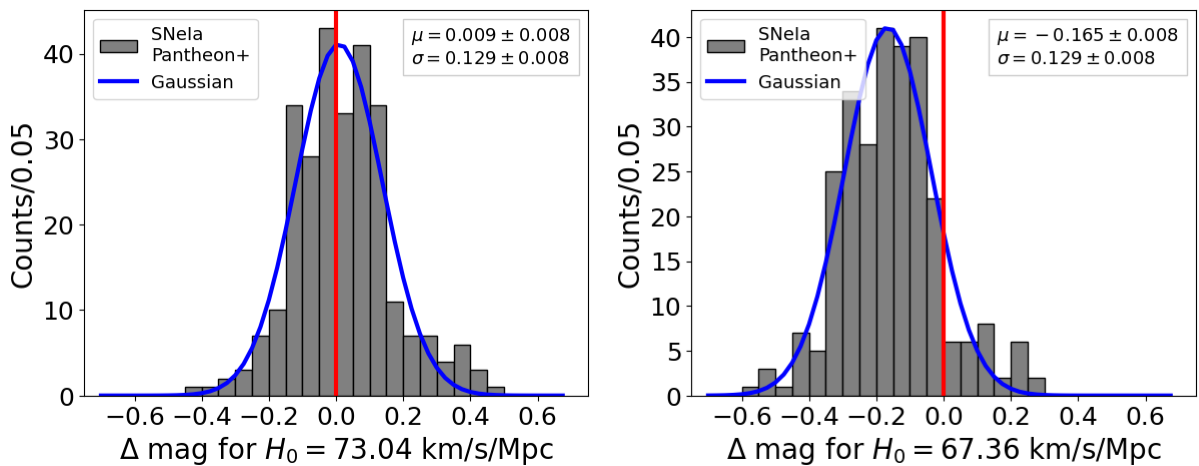 SNeIa
Pantheon+
Gaussian
μ = 0.009 ± 0.008
σ = 0.129 ± 0.008
Counts/0.05
40
30
20
10
0
−0.6 −0.4 −0.2 0.0 0.2 0.4 0.6
Δ mag for H₀ = 73.04 km/s/Mpc
SNeIa
Pantheon+
Gaussian
μ = −0.165 ± 0.008
σ = 0.129 ± 0.008
Counts/0.05
40
35
30
25
20
15
10
5
0
−0.6 −0.4 −0.2 0.0 0.2 0.4 0.6
Δ mag for H₀ = 67.36 km/s/Mpc